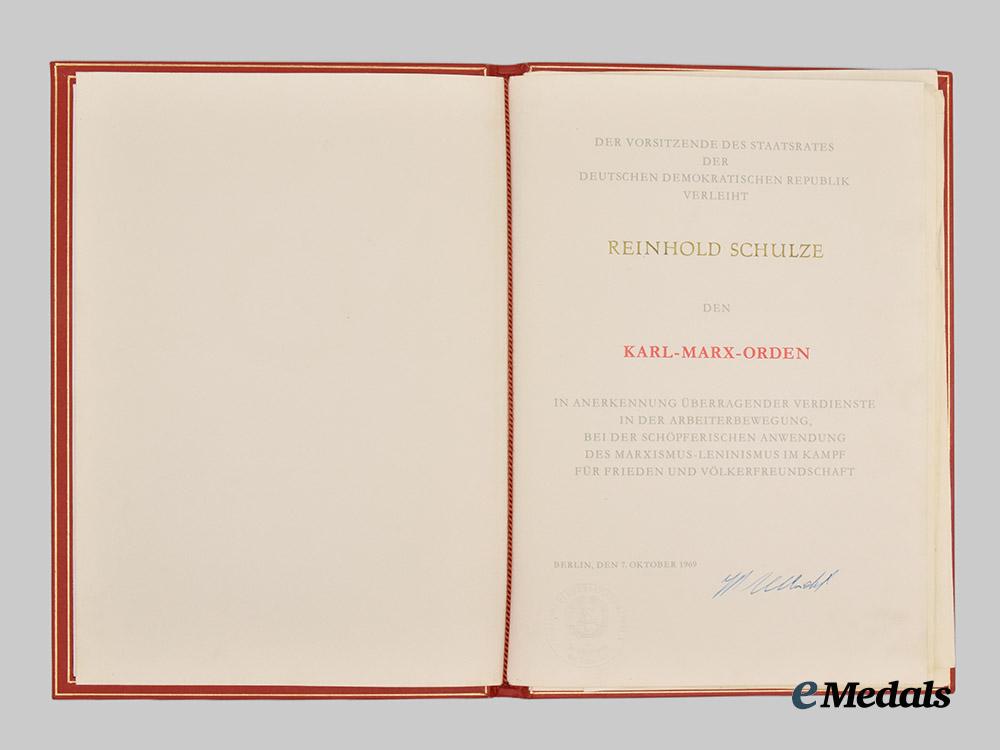 DER VORSITZENDE DES STAATSRATES
DER
DEUTSCHEN DEMOKRATISCHEN REPUBLIK
VERLEIHT
REINHOLD SCHULZE
DEN
KARL-MARX-ORDEN
IN ANERKENNUNG ÜBERRAGENDER VERDIENSTE
IN DER ARBEITERBEWEGUNG,
BEI DER SCHÖPFERISCHEN ANWENDUNG
DES MARXISMUS-LENINISMUS IM KAMPF
FÜR FRIEDEN UND VÖLKERFREUNDSCHAFT
BERLIN, DEN 7. OKTOBER 1969
eMedals